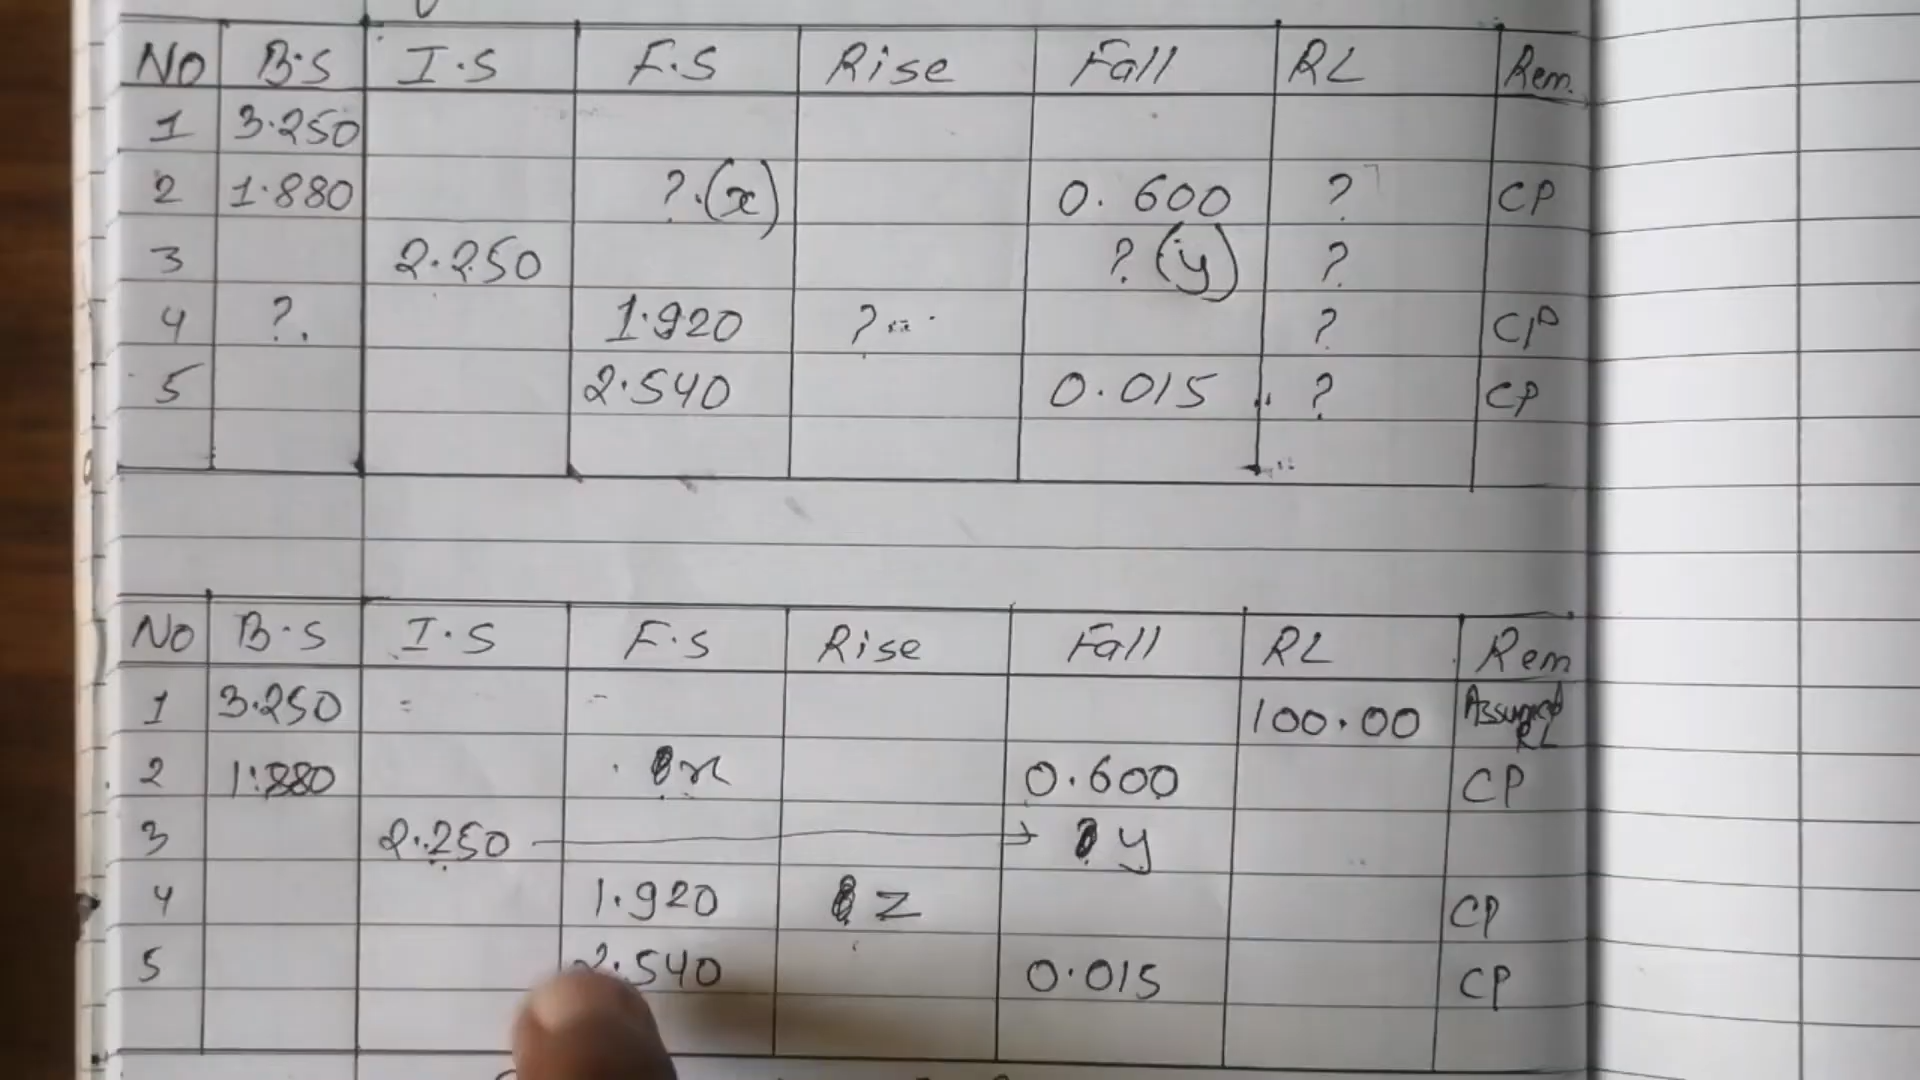 No B.S I.S F.S Rise Fall RL Rem.
1 3.250
2 1.880 ?.(x) 0.600 ? CP
3 2.250 ?(y) ?
4 ?. 1.920 ? ? CP
5 2.540 0.015 ? CP
No B.S I.S F.S Rise Fall RL Rem
1 3.250 100.00 Assumed RL
2 1.880 x 0.600 CP
3 2.250 y
4 1.920 z CP
5 2.540 0.015 CP